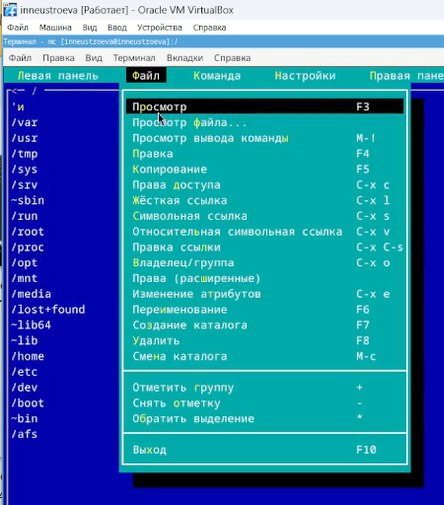 inneustroeva [Работает] - Oracle VM VirtualBox
Файл Машина Вид Ввод Устройства Справка
Терминал - mc [inneustroeva@inneustroeva]:/
Файл Правка Вид Терминал Вкладки Справка
Левая панель Файл Команда Настройки Правая пане
<— /
'и
/var
/usr
/tmp
/sys
/srv
~sbin
/run
/root
/proc
/opt
/mnt
/media
/lost+found
~lib64
~lib
/home
/etc
/dev
/boot
~bin
/afs
Просмотр F3
Просмотр файла...
Просмотр вывода команды M-!
Правка F4
Копирование F5
Права доступа C-x c
Жёсткая ссылка C-x l
Символьная ссылка C-x s
Относительная символьная ссылка C-x v
Правка ссылки C-x C-s
Владелец/группа C-x o
Права (расширенные)
Изменение атрибутов C-x e
Переименование F6
Создание каталога F7
Удалить F8
Смена каталога M-c
Отметить группу +
Снять отметку -
Обратить выделение *
Выход F10